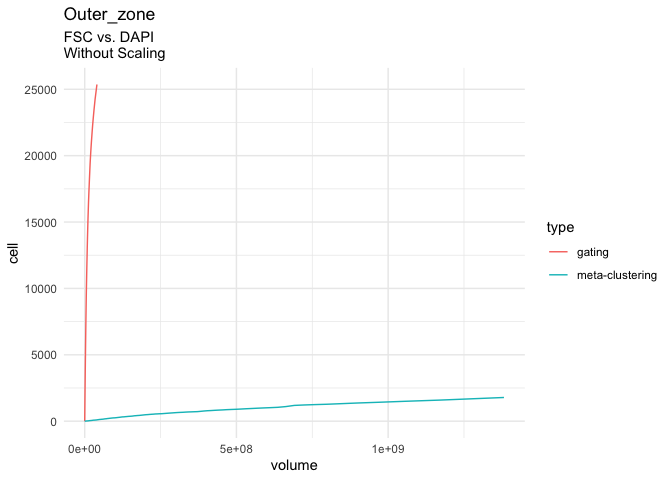 Outer_zone
FSC vs. DAPI
Without Scaling
25000
20000
15000
10000
5000
0
cell
0e+00
5e+08
1e+09
volume
type
gating
meta-clustering